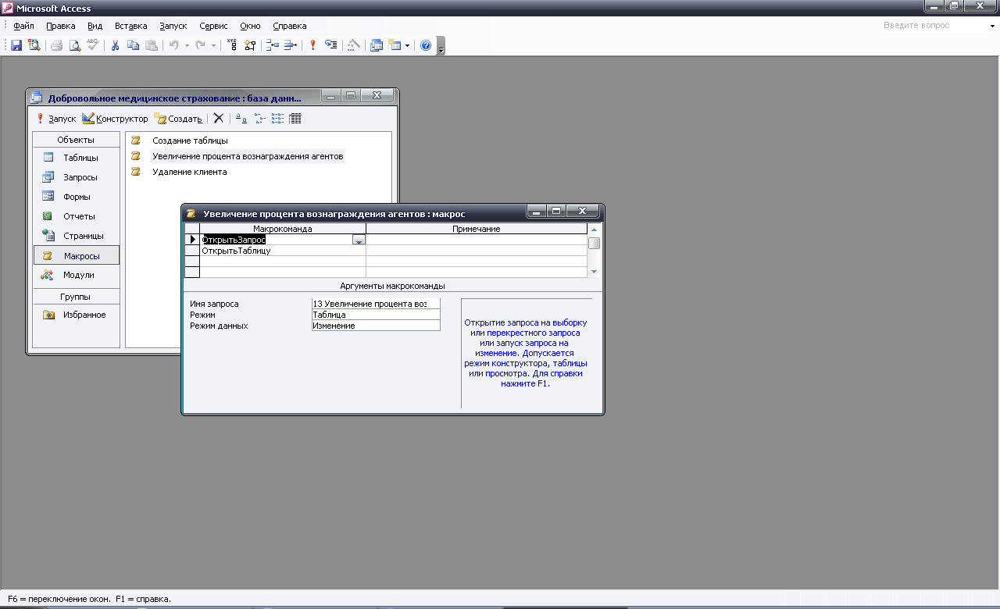 Microsoft Access
Файл Правка Вид Вставка Запуск Сервис Окно Справка
Введите вопрос
Добровольное медицинское страхование : база данн...
Запуск Конструктор Создать
Объекты
Таблицы
Запросы
Формы
Отчеты
Страницы
Макросы
Модули
Группы
Избранное
Создание таблицы
Увеличение процента вознаграждения агентов
Удаление клиента
Увеличение процента вознаграждения агентов : макрос
Макрокоманда Примечание
ОткрытьЗапрос
ОткрытьТаблицу
Аргументы макрокоманды
Имя запроса 13 Увеличение процента воз
Режим Таблица
Режим данных Изменение
Открытие запроса на выборку
или перекрестного запроса
или запуск запроса на
изменение. Допускается
режим конструктора, таблицы
или просмотра. Для справки
нажмите F1.
F6 = переключение окон. F1 = справка.